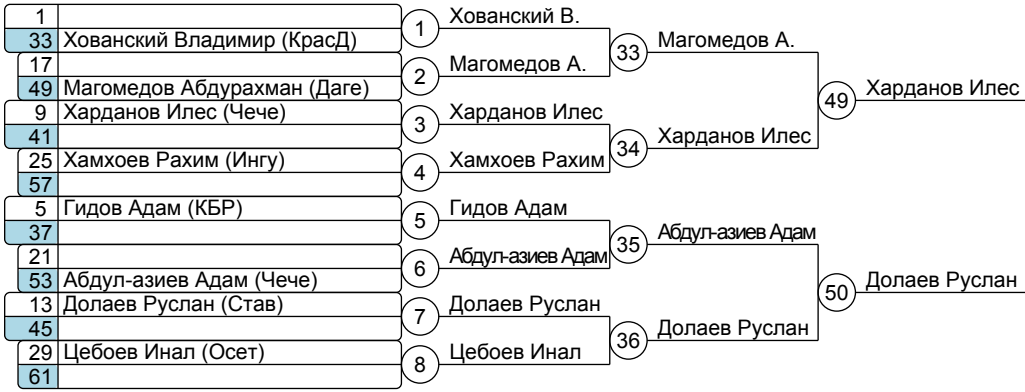 1
33 Хованский Владимир (КрасД)
17
49 Магомедов Абдурахман (Даге)
9 Харданов Илес (Чече)
41
25 Хамхоев Рахим (Ингу)
57
5 Гидов Адам (КБР)
37
21
53 Абдул-азиев Адам (Чече)
13 Долаев Руслан (Став)
45
29 Цебоев Инал (Осет)
61
1 Хованский В.
2 Магомедов А.
3 Харданов Илес
4 Хамхоев Рахим
5 Гидов Адам
6 Абдул-азиев Адам
7 Долаев Руслан
8 Цебоев Инал
33 Магомедов А.
34 Харданов Илес
35 Абдул-азиев Адам
36 Долаев Руслан
49 Харданов Илес
50 Долаев Руслан